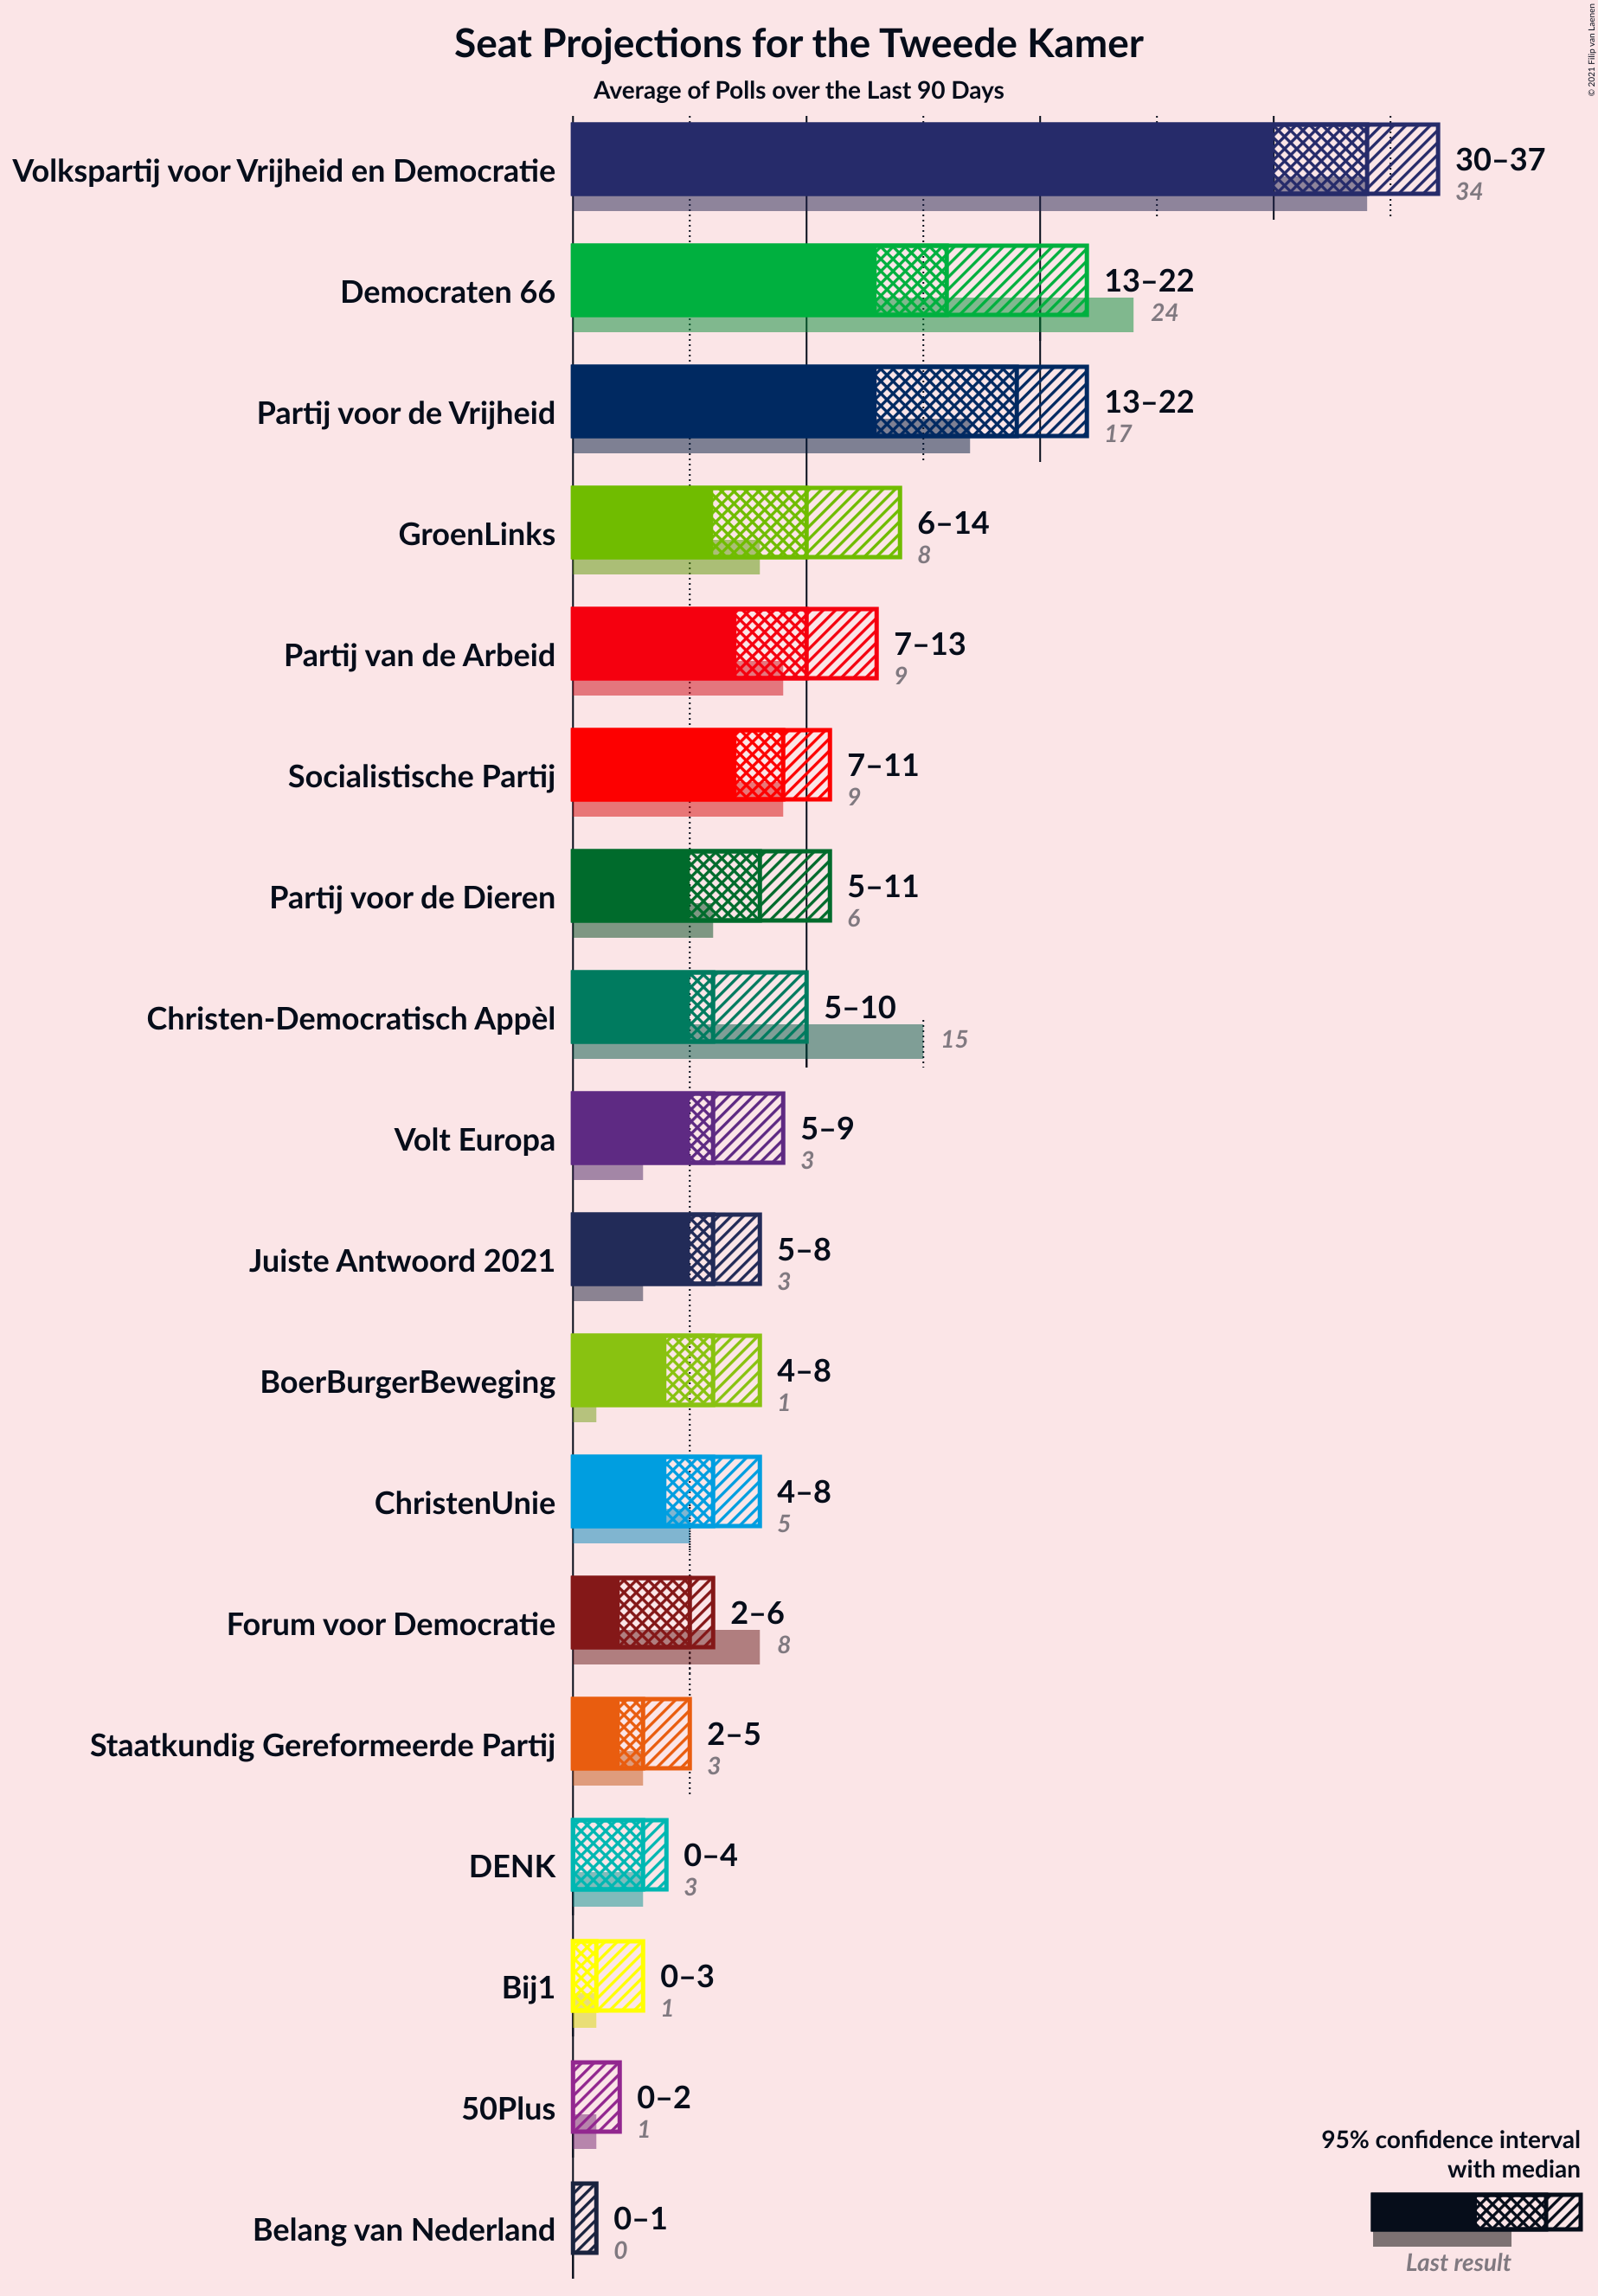 Seat Projections for the Tweede Kamer
Average of Polls over the Last 90 Days
© 2021 Filip van Laenen
Volkspartij voor Vrijheid en Democratie
30–37
34
Democraten 66
13–22
24
Partij voor de Vrijheid
13–22
17
GroenLinks
6–14
8
Partij van de Arbeid
7–13
9
Socialistische Partij
7–11
9
Partij voor de Dieren
5–11
6
Christen-Democratisch Appèl
5–10
15
Volt Europa
5–9
3
Juiste Antwoord 2021
5–8
3
BoerBurgerBeweging
4–8
1
ChristenUnie
4–8
5
Forum voor Democratie
2–6
8
Staatkundig Gereformeerde Partij
2–5
3
DENK
0–4
3
Bij1
0–3
1
50Plus
0–2
1
Belang van Nederland
0–1
0
95% confidence interval
with median
Last result